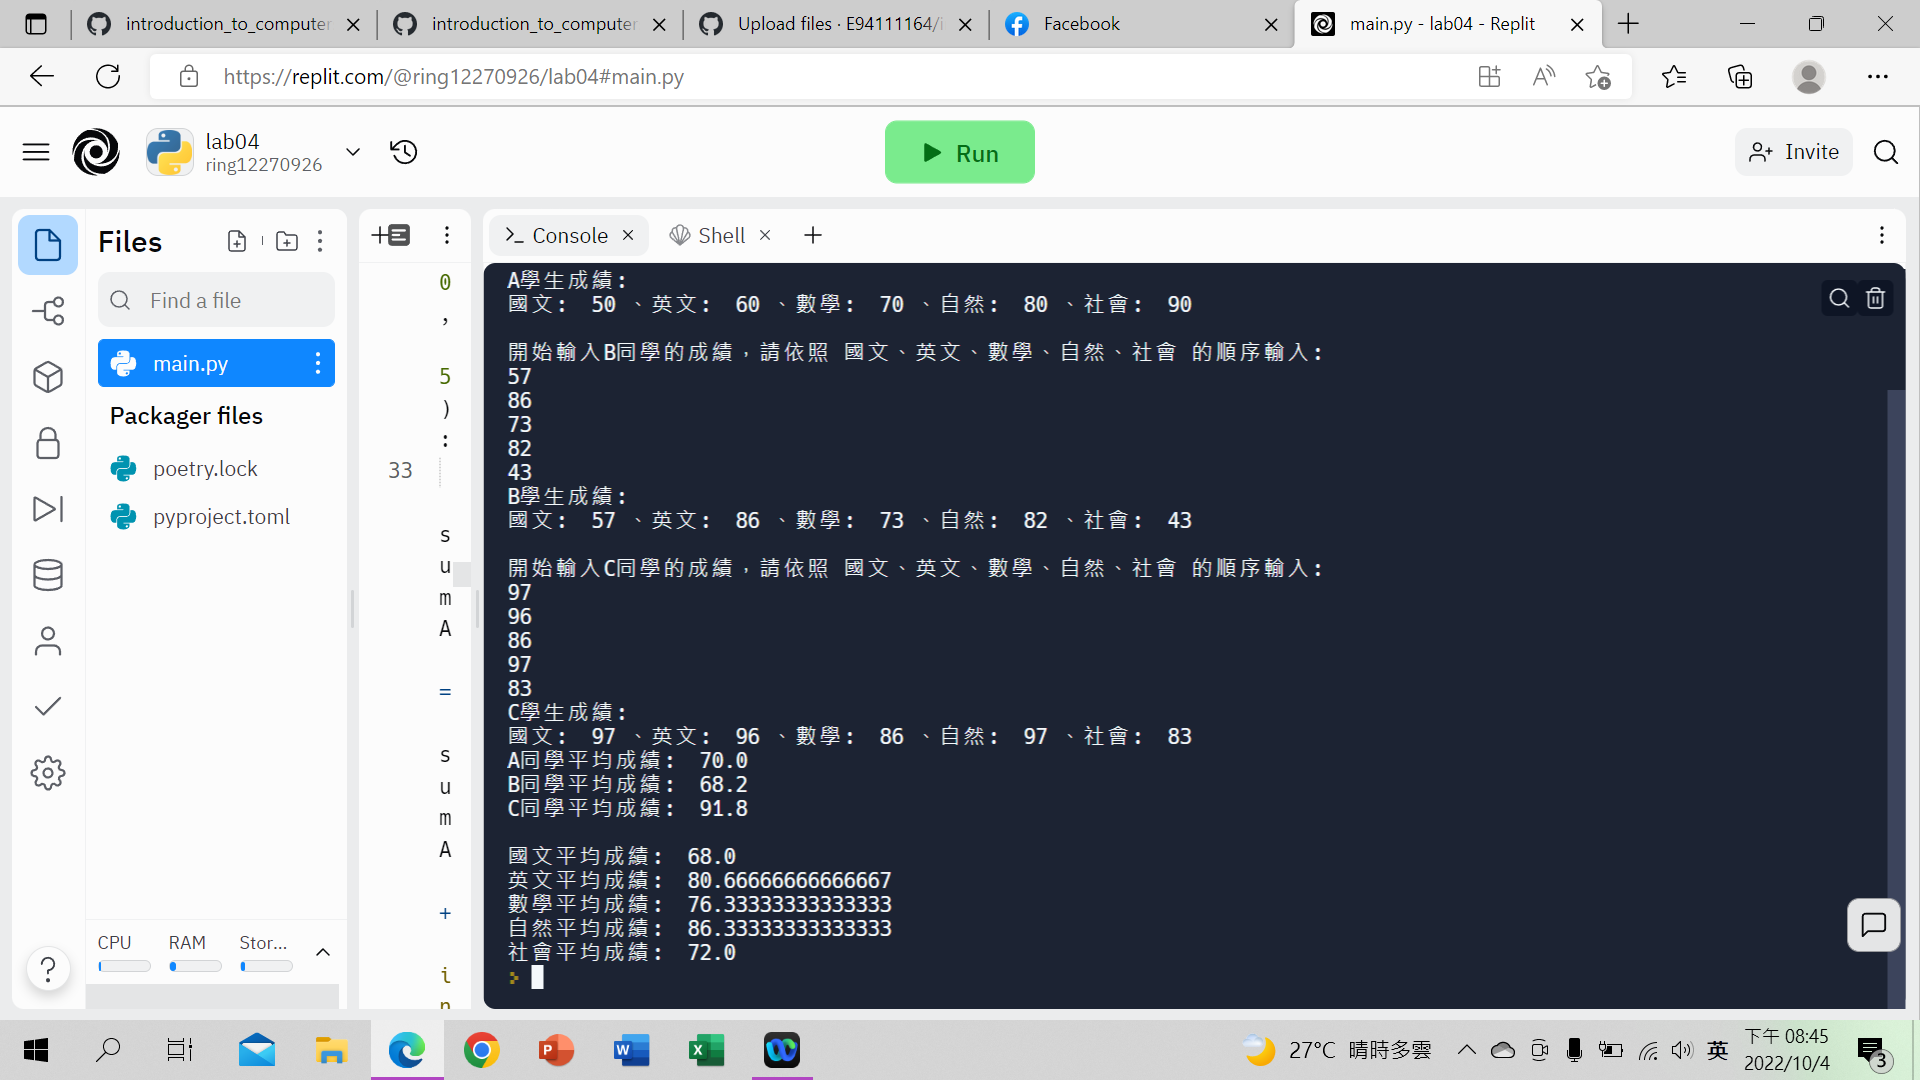 introduction_to_computer
introduction_to_computer
Upload files · E94111164/i
Facebook
main.py - lab04 - Replit
https://replit.com/@ring12270926/lab04#main.py
lab04
ring12270926
Run
Invite
Files
Find a file
main.py
Packager files
poetry.lock
pyproject.toml
CPU
RAM
Stor...
0
,
5
)
:
33
s
u
m
A
=
s
u
m
A
+
i
n
Console
Shell
A學生成績:
國文: 50 、英文: 60 、數學: 70 、自然: 80 、社會: 90
開始輸入B同學的成績，請依照 國文、英文、數學、自然、社會 的順序輸入:
57
86
73
82
43
B學生成績:
國文: 57 、英文: 86 、數學: 73 、自然: 82 、社會: 43
開始輸入C同學的成績，請依照 國文、英文、數學、自然、社會 的順序輸入:
97
96
86
97
83
C學生成績:
國文: 97 、英文: 96 、數學: 86 、自然: 97 、社會: 83
A同學平均成績: 70.0
B同學平均成績: 68.2
C同學平均成績: 91.8
國文平均成績: 68.0
英文平均成績: 80.66666666666667
數學平均成績: 76.33333333333333
自然平均成績: 86.33333333333333
社會平均成績: 72.0
27°C 晴時多雲
英
下午 08:45
2022/10/4
3